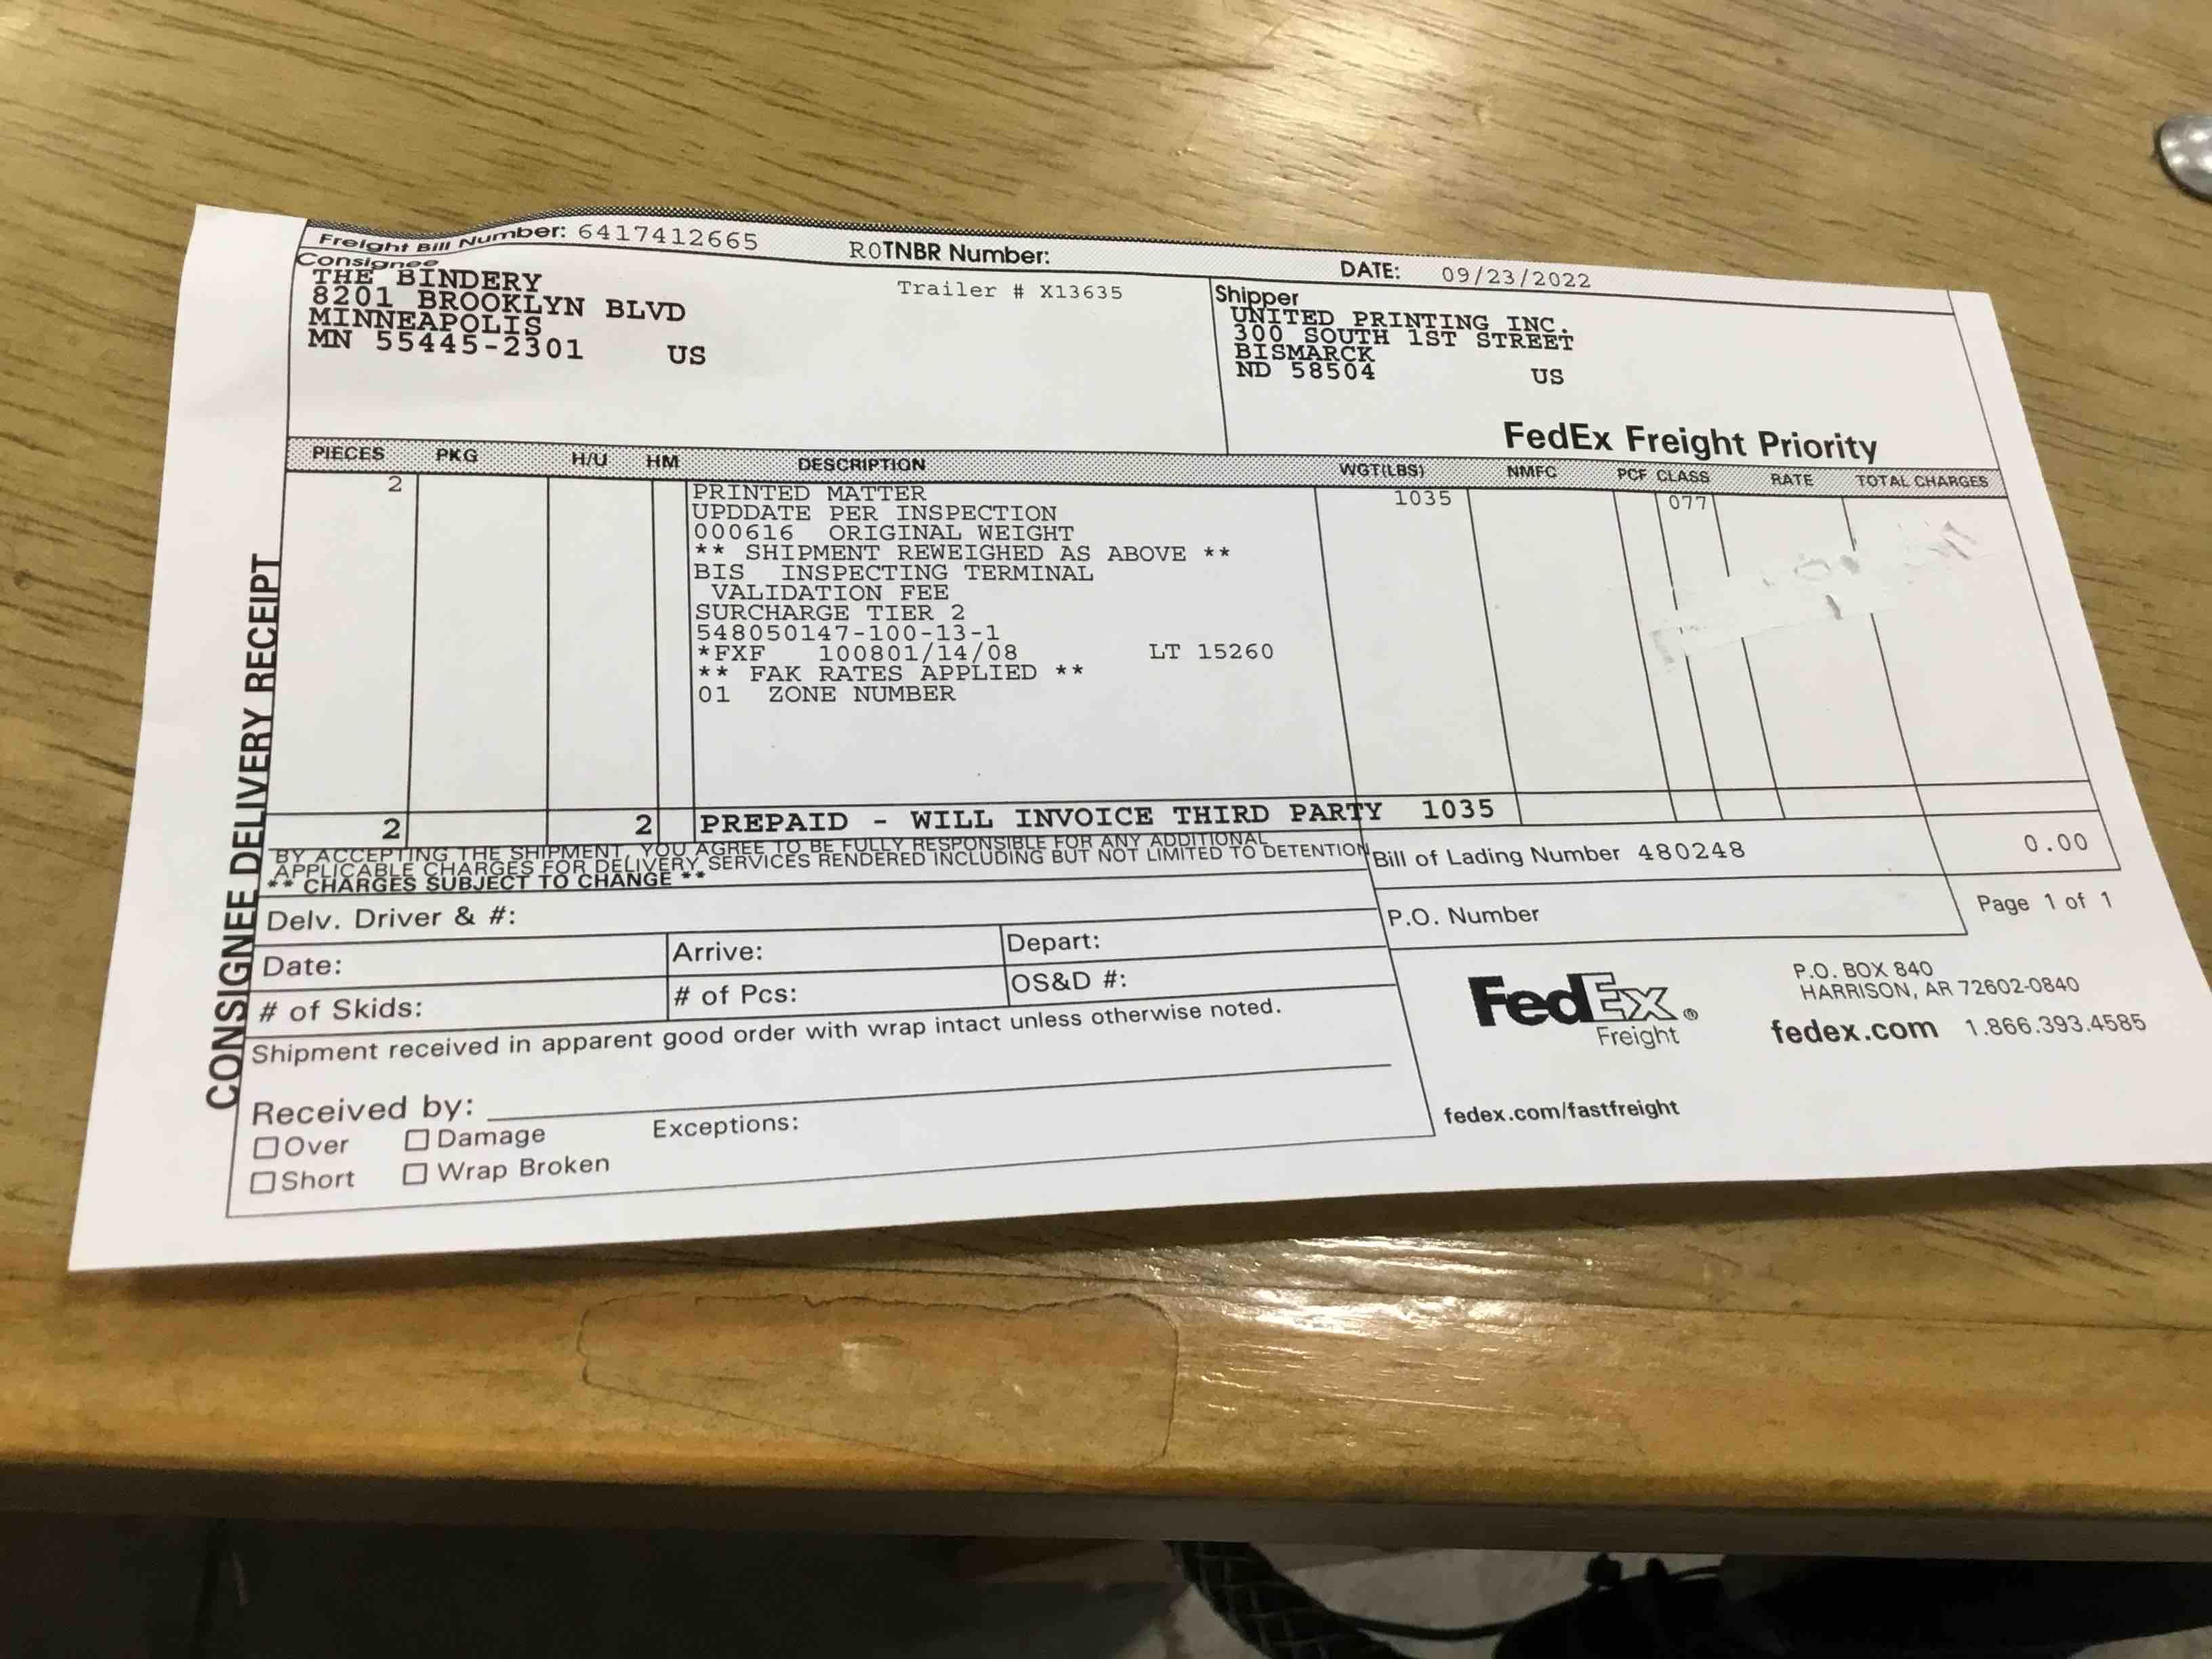 Freight Bill Number: 6417412665
ROTNBR Number:
DATE: 09/23/2022
Consignee
THE BINDERY
8201 BROOKLYN BLVD
MINNEAPOLIS
MN 55445-2301 US
Trailer # X13635
Shipper
UNITED PRINTING INC.
300 SOUTH 1ST STREET
BISMARCK
ND 58504 US
FedEx Freight Priority
PIECES PKG H/U HM DESCRIPTION WGT(LBS) NMFC PCF CLASS RATE TOTAL CHARGES
2 PRINTED MATTER 1035 077
UPDDATE PER INSPECTION
000616 ORIGINAL WEIGHT
** SHIPMENT REWEIGHED AS ABOVE **
BIS INSPECTING TERMINAL
VALIDATION FEE
SURCHARGE TIER 2
548050147-100-13-1
*FXF 100801/14/08 LT 15260
** FAK RATES APPLIED **
01 ZONE NUMBER
2 2 PREPAID - WILL INVOICE THIRD PARTY 1035
BY ACCEPTING THE SHIPMENT, YOU AGREE TO BE FULLY RESPONSIBLE FOR ANY ADDITIONAL
APPLICABLE CHARGES FOR DELIVERY SERVICES RENDERED INCLUDING BUT NOT LIMITED TO DETENTION
** CHARGES SUBJECT TO CHANGE **
Bill of Lading Number 480248
0.00
P.O. Number
Page 1 of 1
Delv. Driver & #:
Date:
Arrive:
Depart:
# of Skids:
# of Pcs:
OS&D #:
Shipment received in apparent good order with wrap intact unless otherwise noted.
Received by:
Over
Damage
Exceptions:
Short
Wrap Broken
CONSIGNEE DELIVERY RECEIPT
FedEx®
Freight
P.O. BOX 840
HARRISON, AR 72602-0840
fedex.com 1.866.393.4585
fedex.com/fastfreight